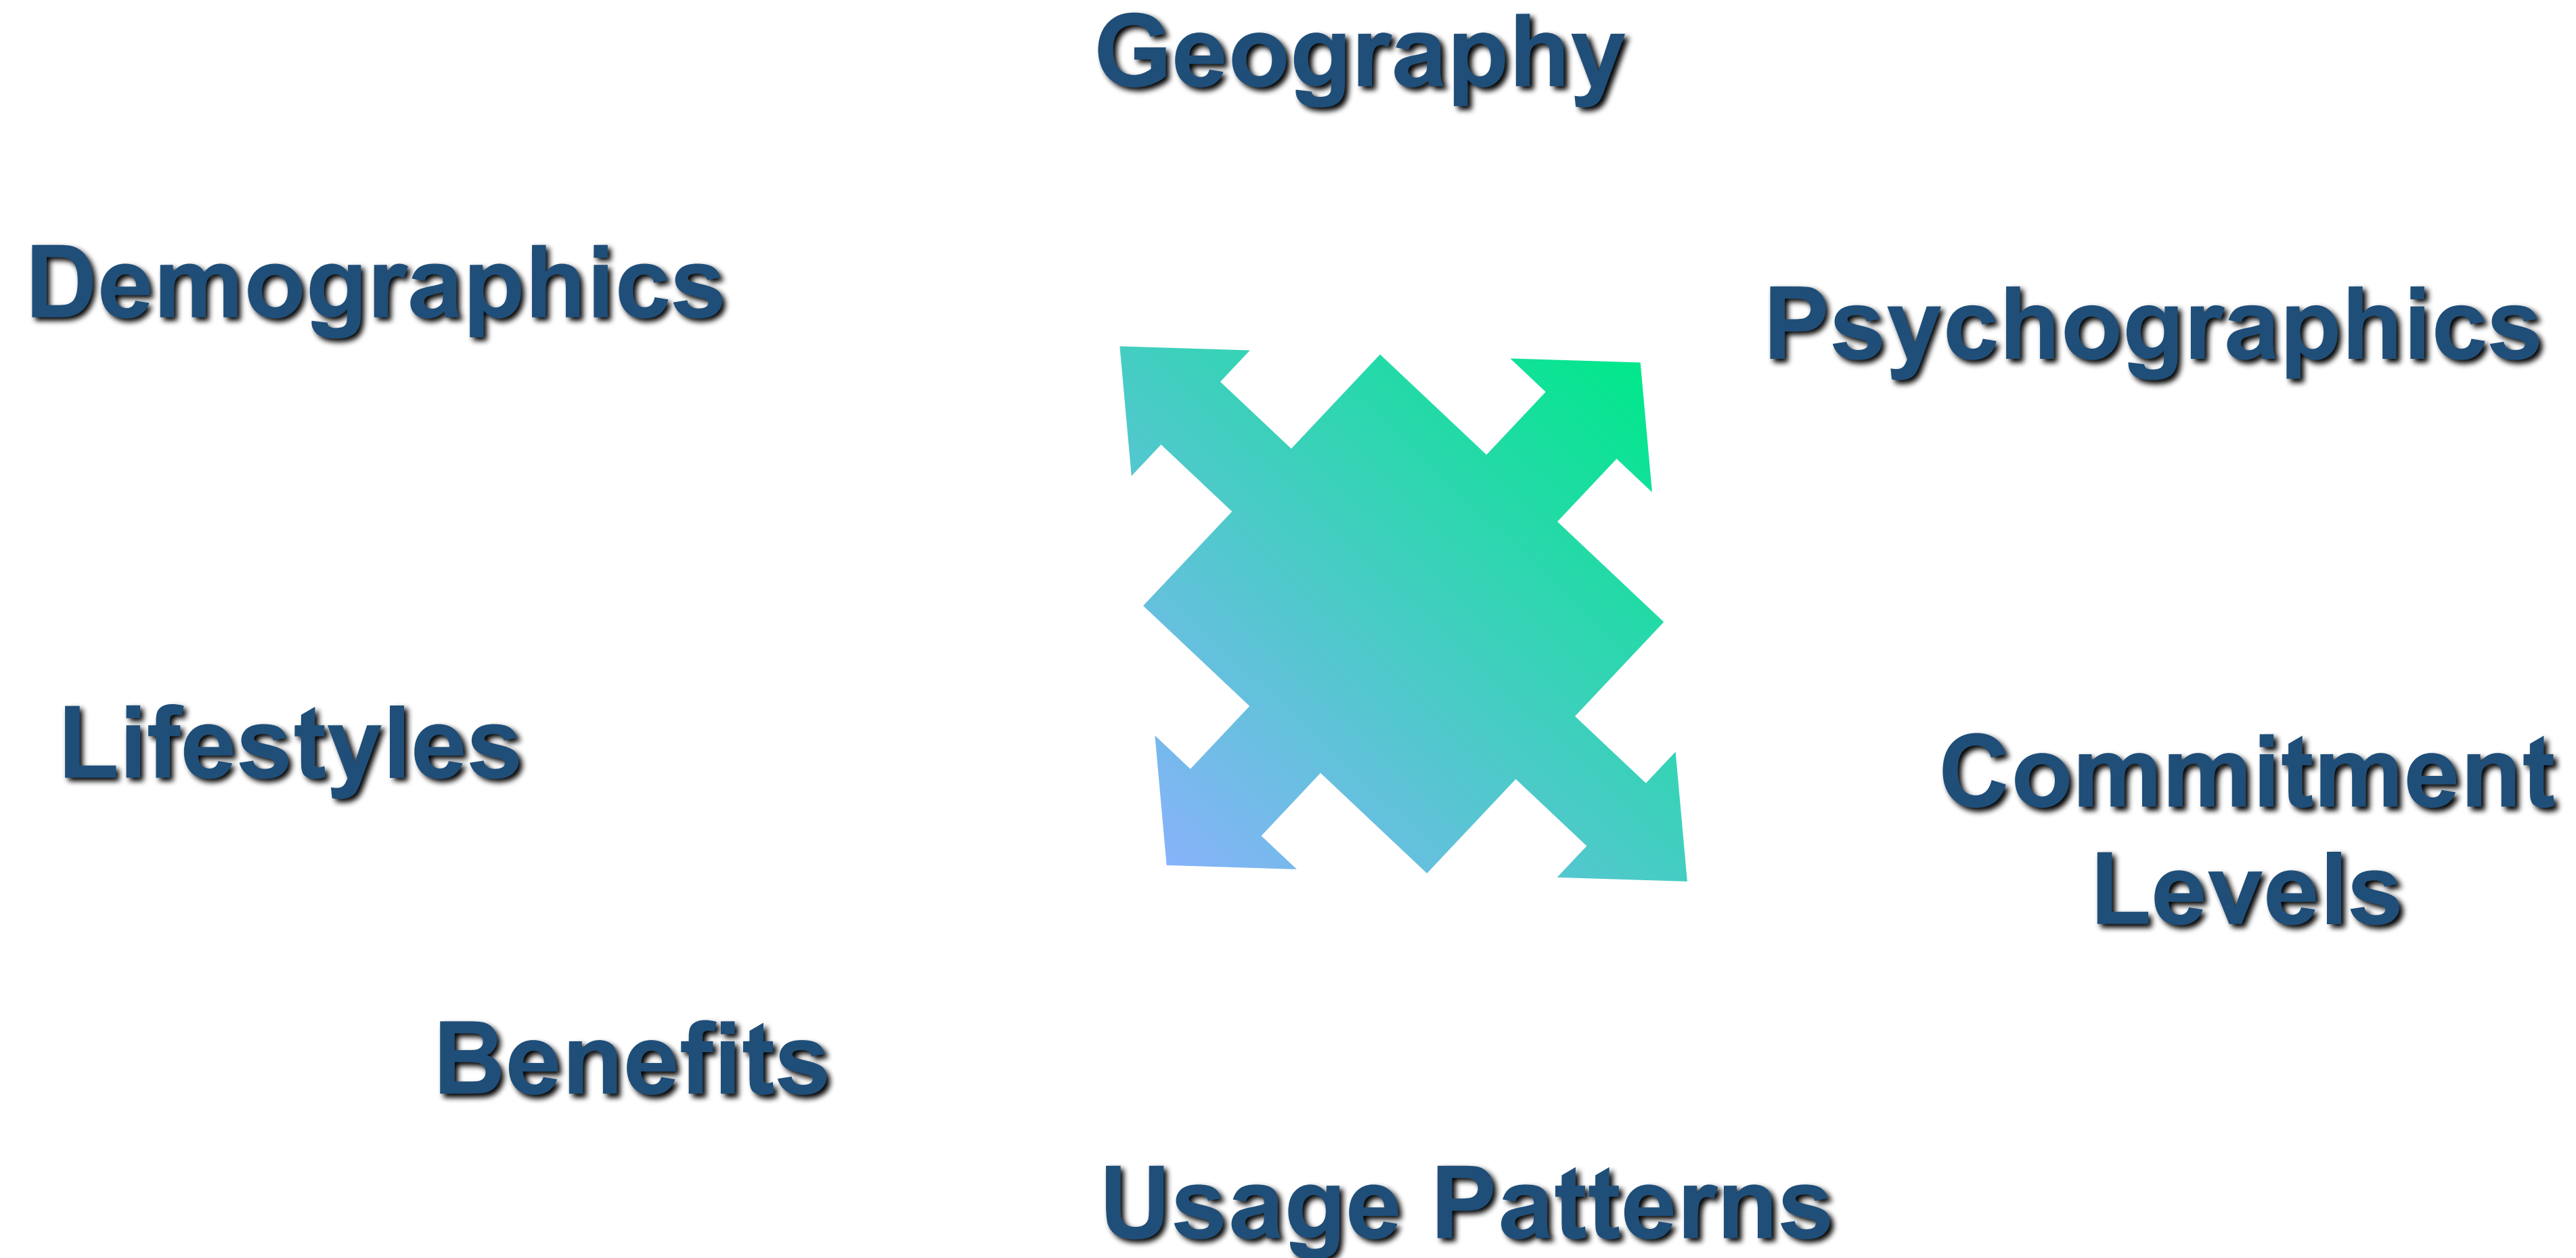 Geography
Demographics
Psychographics
Lifestyles
Commitment
Levels
Benefits
Usage Patterns